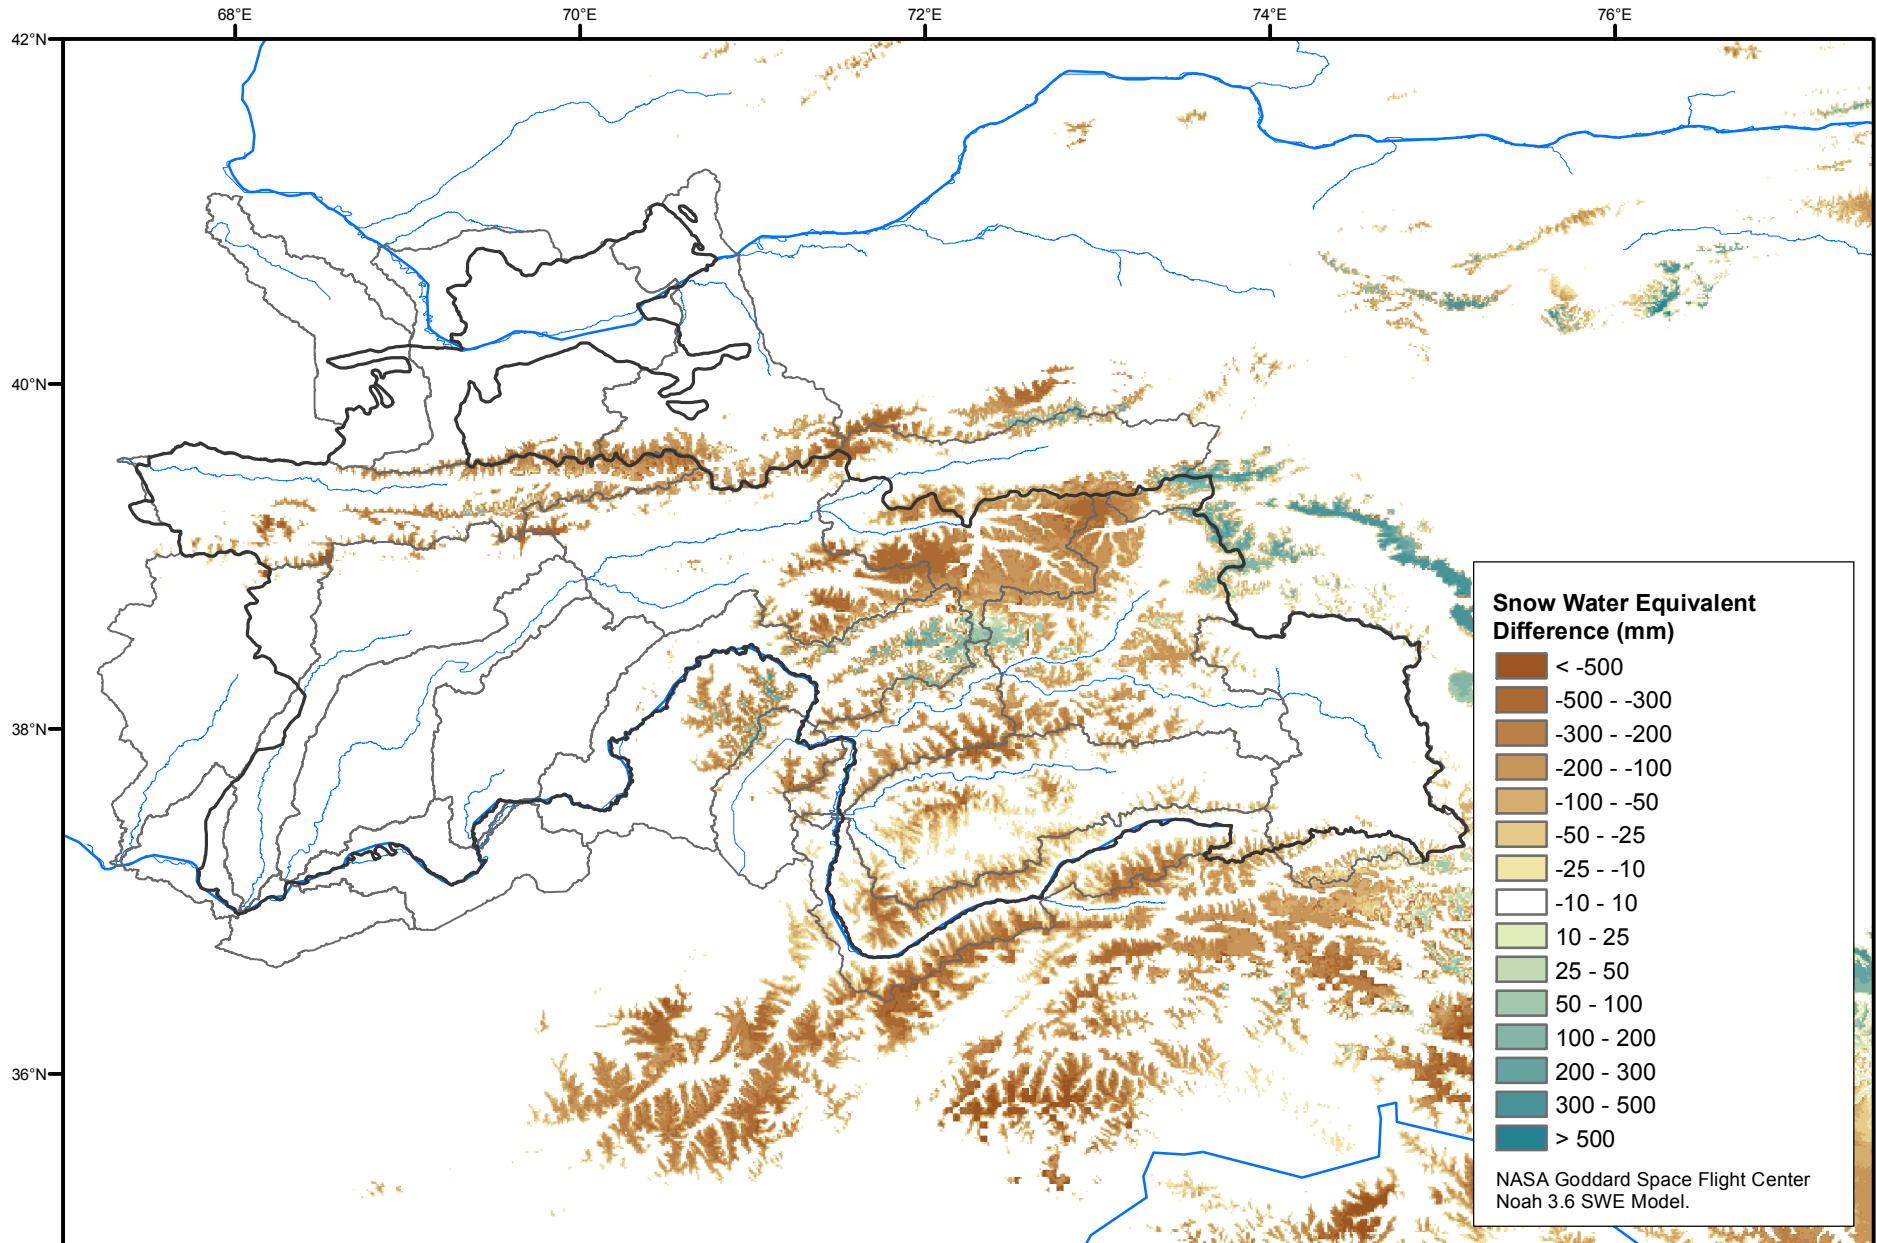 68°E
70°E
72°E
74°E
76°E
42°N
40°N
38°N
36°N
Snow Water Equivalent
Difference (mm)
< -500
-500 - -300
-300 - -200
-200 - -100
-100 - -50
-50 - -25
-25 - -10
-10 - 10
10 - 25
25 - 50
50 - 100
100 - 200
200 - 300
300 - 500
> 500
NASA Goddard Space Flight Center
Noah 3.6 SWE Model.